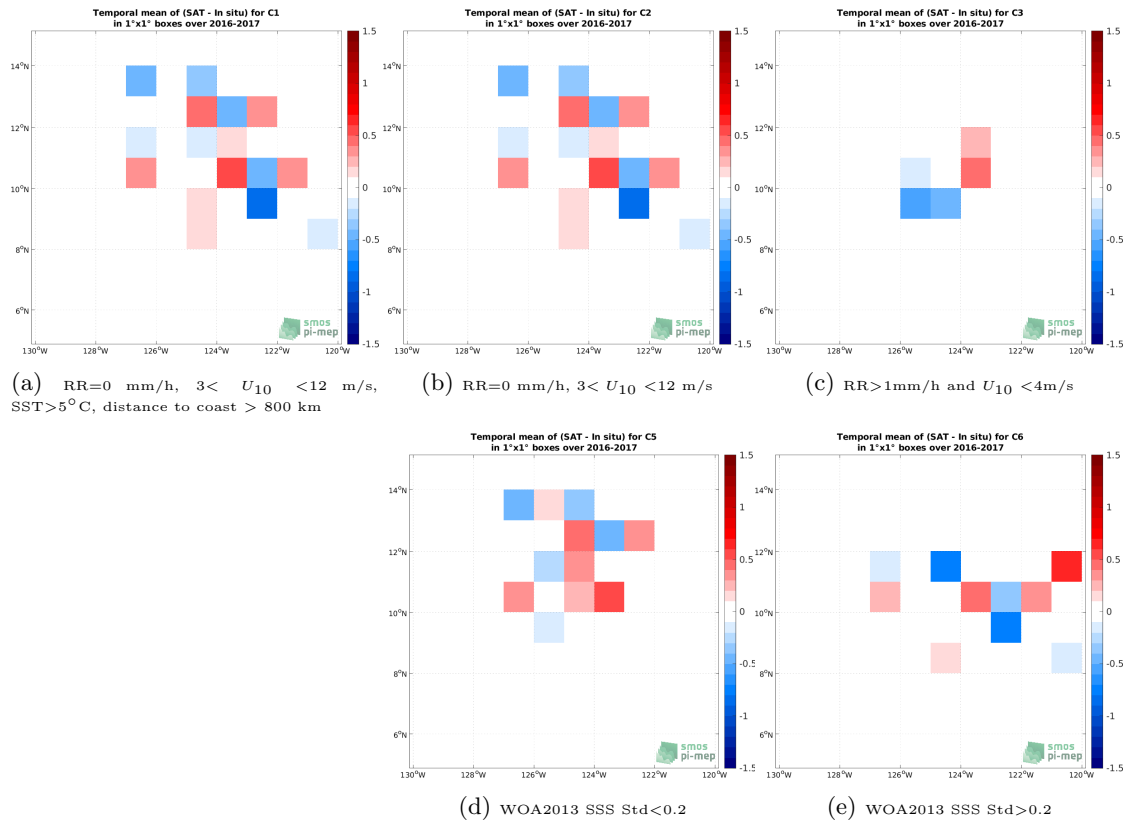 Temporal mean of (SAT - In situ) for C1
in 1°x1° boxes over 2016-2017
14°N
12°N
10°N
8°N
6°N
130°W 128°W 126°W 124°W 122°W 120°W
1.5
1
0.5
0
-0.5
-1
-1.5
smos
pi-mep
(a) RR=0 mm/h, 3< U10 <12 m/s,
SST>5°C, distance to coast > 800 km
Temporal mean of (SAT - In situ) for C2
in 1°x1° boxes over 2016-2017
14°N
12°N
10°N
8°N
6°N
130°W 128°W 126°W 124°W 122°W 120°W
1.5
1
0.5
0
-0.5
-1
-1.5
smos
pi-mep
(b) RR=0 mm/h, 3< U10 <12 m/s
Temporal mean of (SAT - In situ) for C3
in 1°x1° boxes over 2016-2017
14°N
12°N
10°N
8°N
6°N
130°W 128°W 126°W 124°W 122°W 120°W
1.5
1
0.5
0
-0.5
-1
-1.5
smos
pi-mep
(c) RR>1mm/h and U10 <4m/s
Temporal mean of (SAT - In situ) for C5
in 1°x1° boxes over 2016-2017
14°N
12°N
10°N
8°N
6°N
130°W 128°W 126°W 124°W 122°W 120°W
1.5
1
0.5
0
-0.5
-1
-1.5
smos
pi-mep
(d) WOA2013 SSS Std<0.2
Temporal mean of (SAT - In situ) for C6
in 1°x1° boxes over 2016-2017
14°N
12°N
10°N
8°N
6°N
130°W 128°W 126°W 124°W 122°W 120°W
1.5
1
0.5
0
-0.5
-1
-1.5
smos
pi-mep
(e) WOA2013 SSS Std>0.2